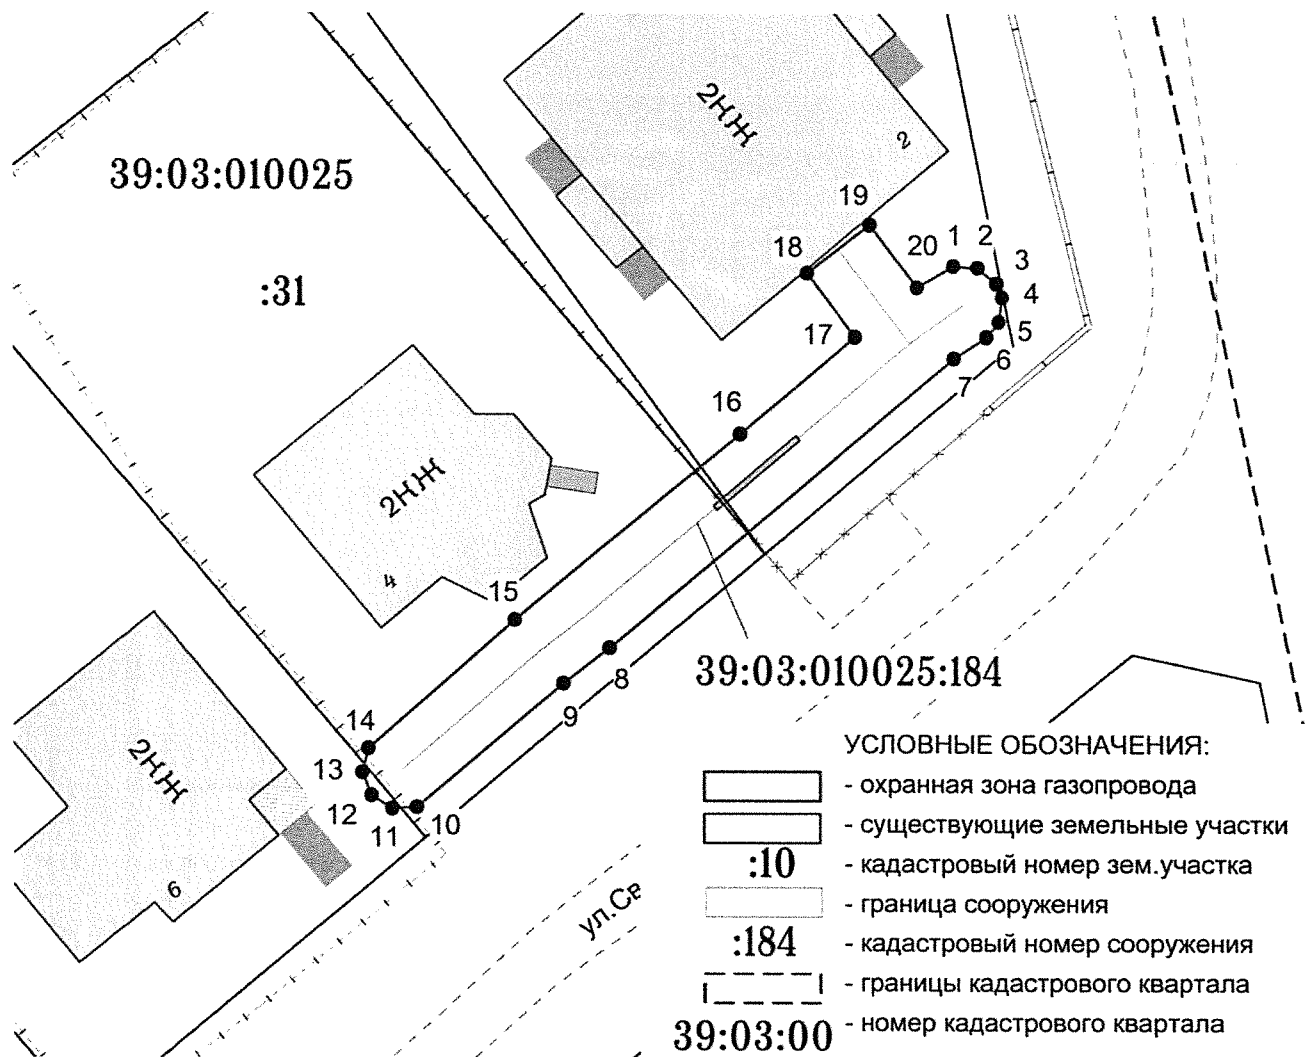 2НЖ
2
39:03:010025
19
18
20
1
2
3
4
5
6
7
:31
17
16
2НЖ
4
15
8
9
39:03:010025:184
14
13
12
11
10
2НЖ
6
ул.Св
УСЛОВНЫЕ ОБОЗНАЧЕНИЯ:
- охранная зона газопровода
- существующие земельные участки
:10 - кадастровый номер зем.участка
- граница сооружения
:184 - кадастровый номер сооружения
- границы кадастрового квартала
39:03:00 - номер кадастрового квартала